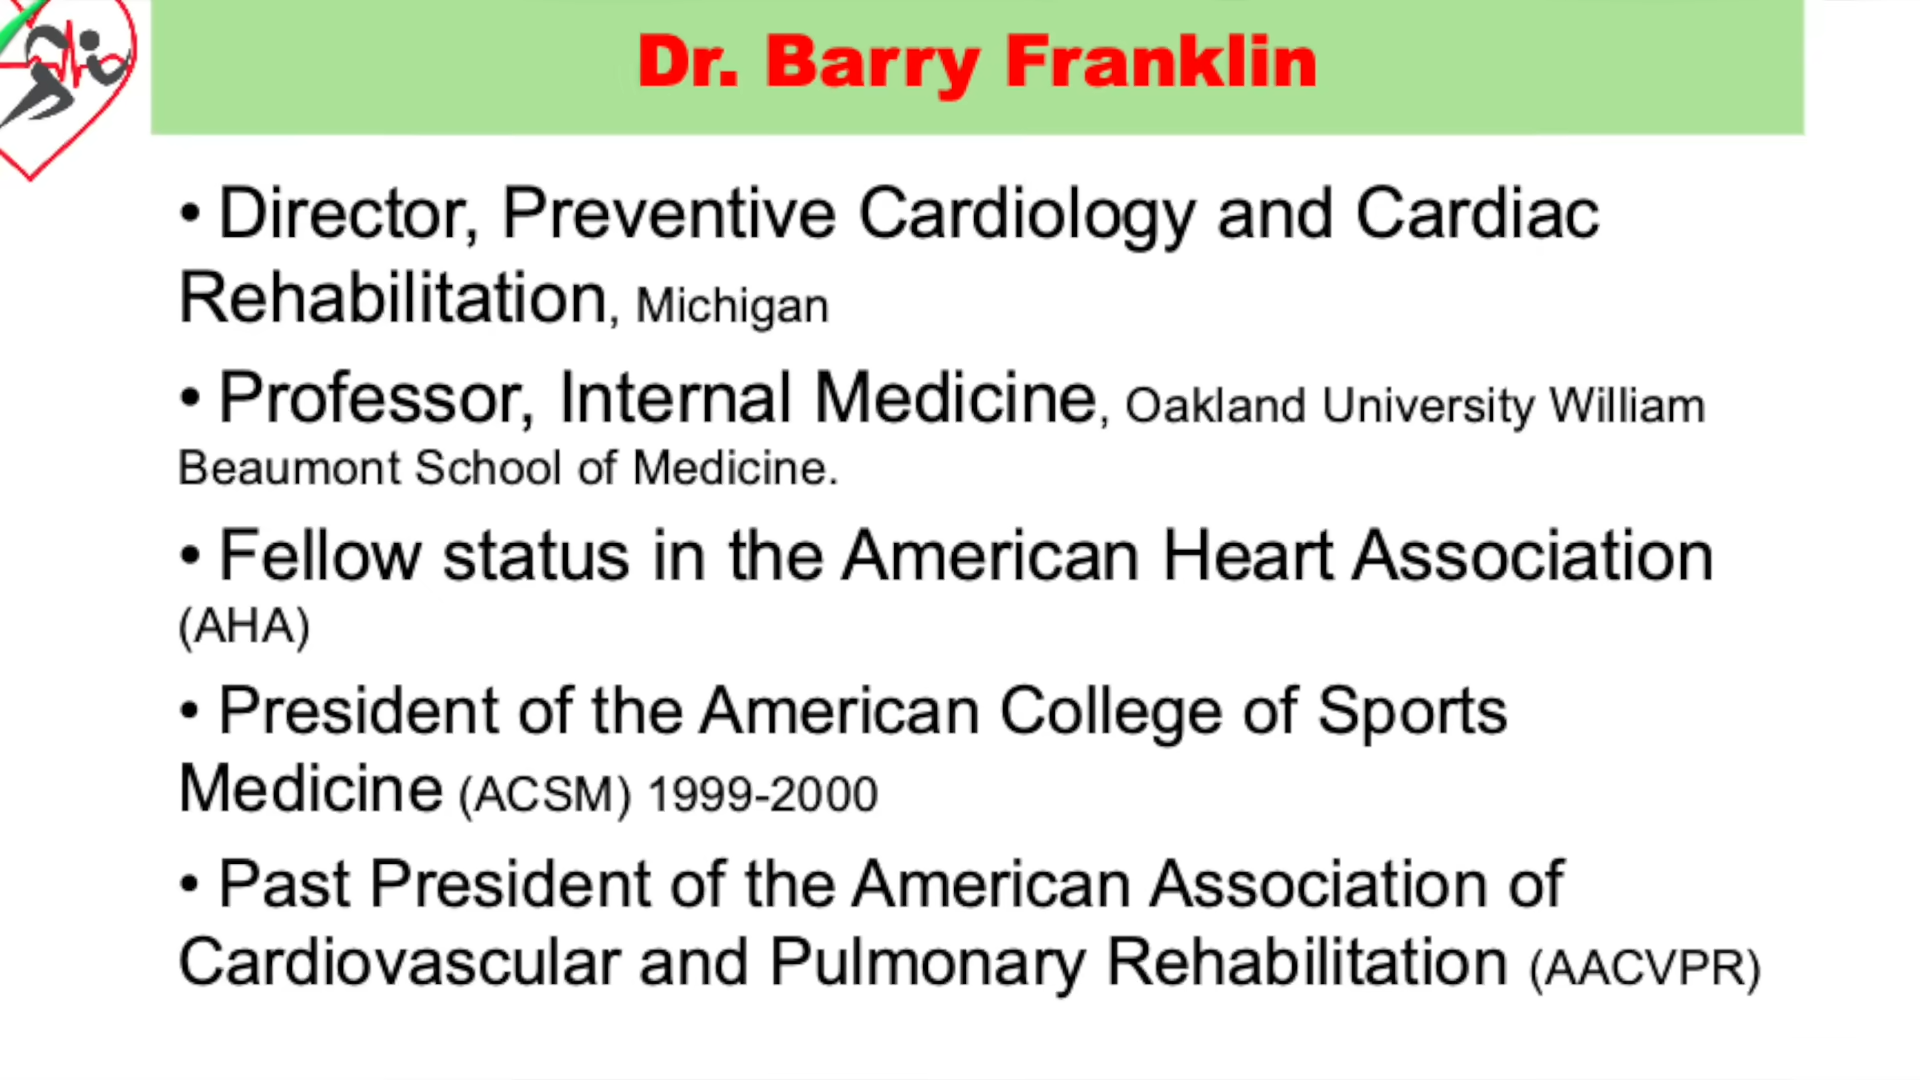 Dr. Barry Franklin
• Director, Preventive Cardiology and Cardiac
Rehabilitation, Michigan
• Professor, Internal Medicine, Oakland University William
Beaumont School of Medicine.
• Fellow status in the American Heart Association
(AHA)
• President of the American College of Sports
Medicine (ACSM) 1999-2000
• Past President of the American Association of
Cardiovascular and Pulmonary Rehabilitation (AACVPR)